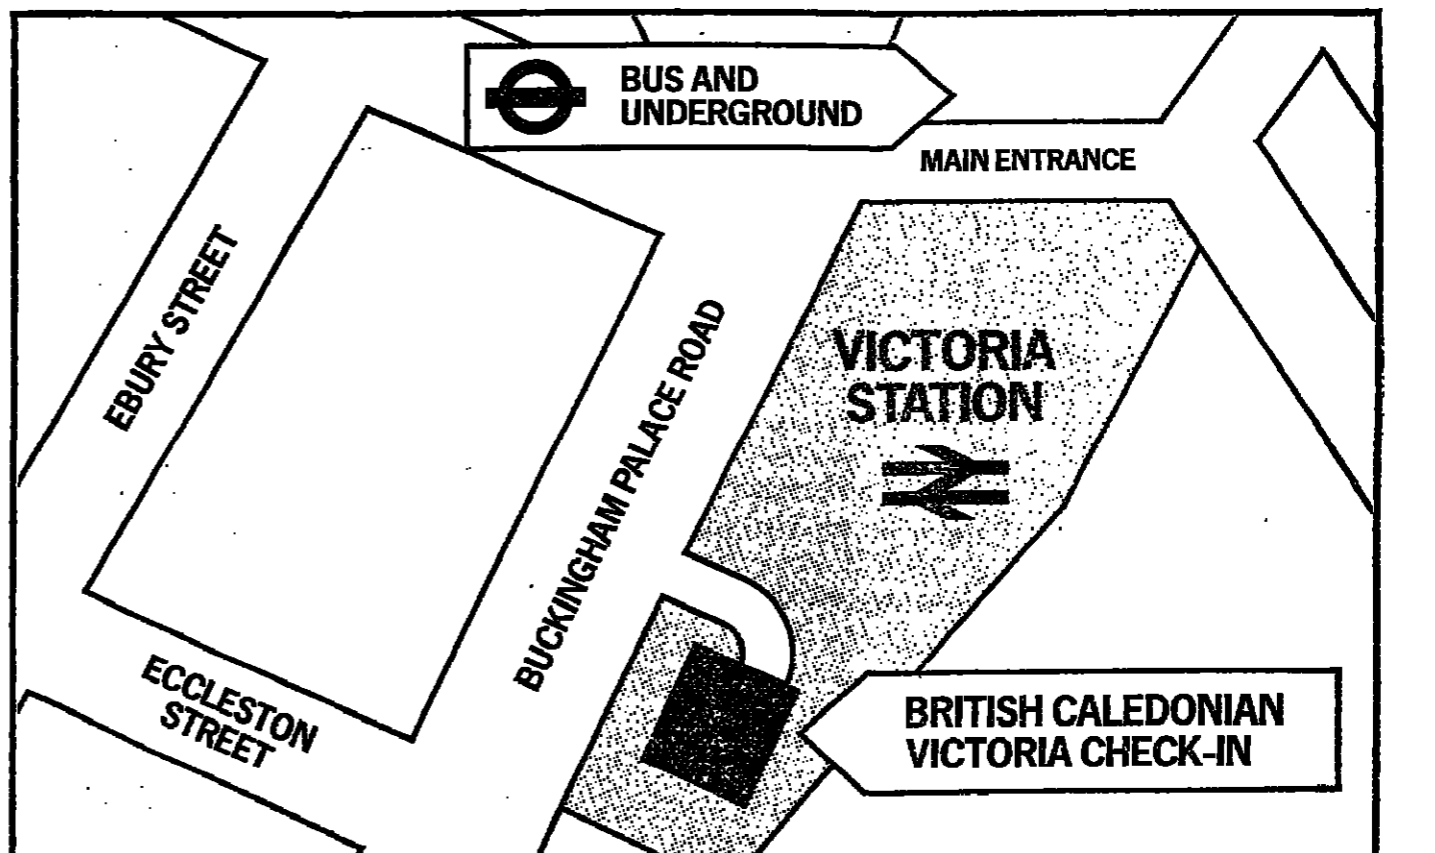 BUS AND
UNDERGROUND
MAIN ENTRANCE
EBURY STREET
BUCKINGHAM PALACE ROAD
VICTORIA
STATION
ECCLESTON
STREET
BRITISH CALEDONIAN
VICTORIA CHECK-IN